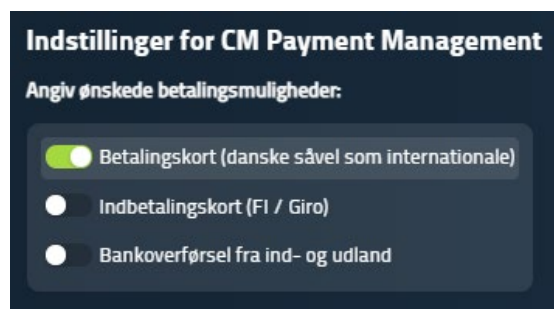 Indstillinger for CM Payment Management
Angiv ønskede betalingsmuligheder:
Betalingskort (danske såvel som internationale)
Indbetalingskort (FI / Giro)
Bankoverførsel fra ind- og udland